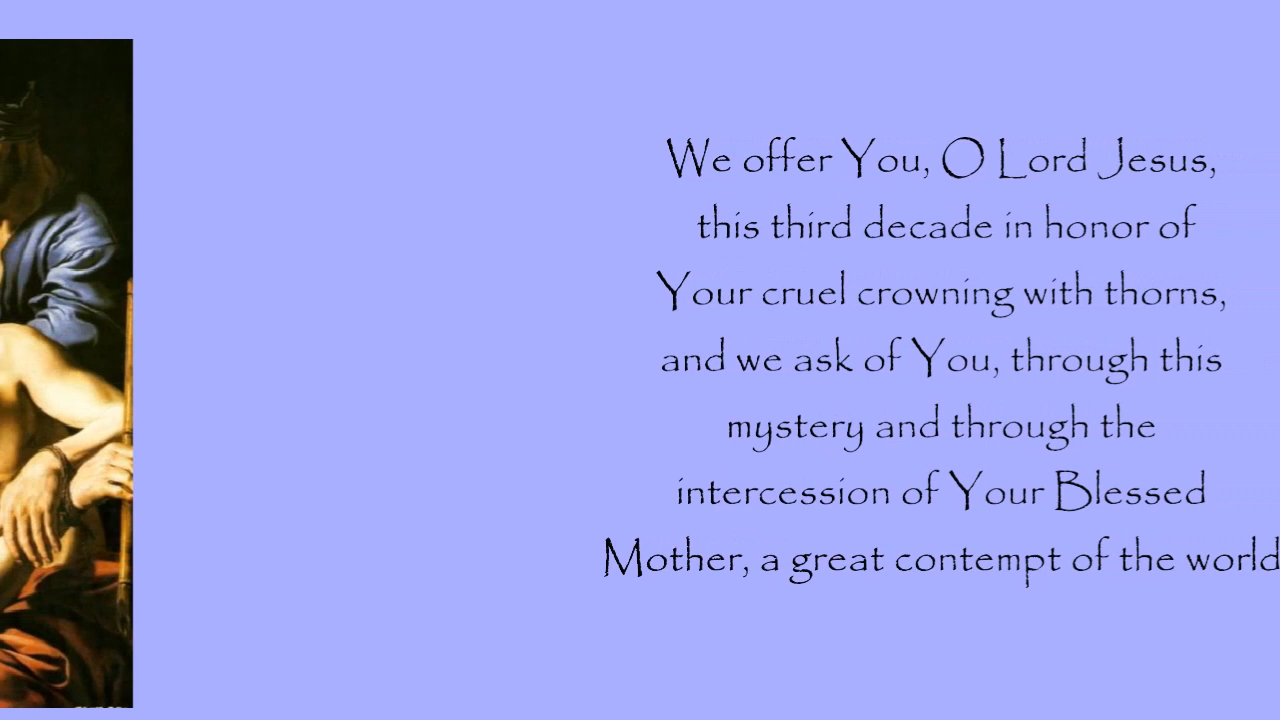 We offer You, O Lord Jesus,
this third decade in honor of
Your cruel crowning with thorns,
and we ask of You, through this
mystery and through the
intercession of Your Blessed
Mother, a great contempt of the world